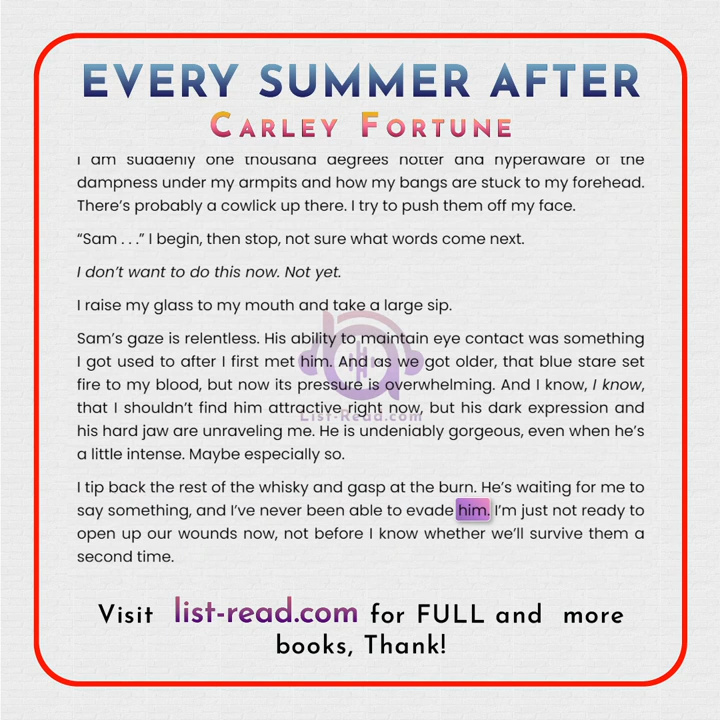 EVERY SUMMER AFTER
CARLEY FORTUNE
I am suddenly one thousand degrees hotter and hyperaware of the
dampness under my armpits and how my bangs are stuck to my forehead.
There's probably a cowlick up there. I try to push them off my face.
“Sam . . .” I begin, then stop, not sure what words come next.
I don't want to do this now. Not yet.
I raise my glass to my mouth and take a large sip.
Sam's gaze is relentless. His ability to maintain eye contact was something
I got used to after I first met him. And as we got older, that blue stare set
fire to my blood, but now its pressure is overwhelming. And I know, I know,
that I shouldn't find him attractive right now, but his dark expression and
List-Read.com
his hard jaw are unraveling me. He is undeniably gorgeous, even when he's
a little intense. Maybe especially so.
I tip back the rest of the whisky and gasp at the burn. He's waiting for me to
say something, and I've never been able to evade him. I'm just not ready to
open up our wounds now, not before I know whether we'll survive them a
second time.
Visit list-read.com for FULL and more
books, Thank!